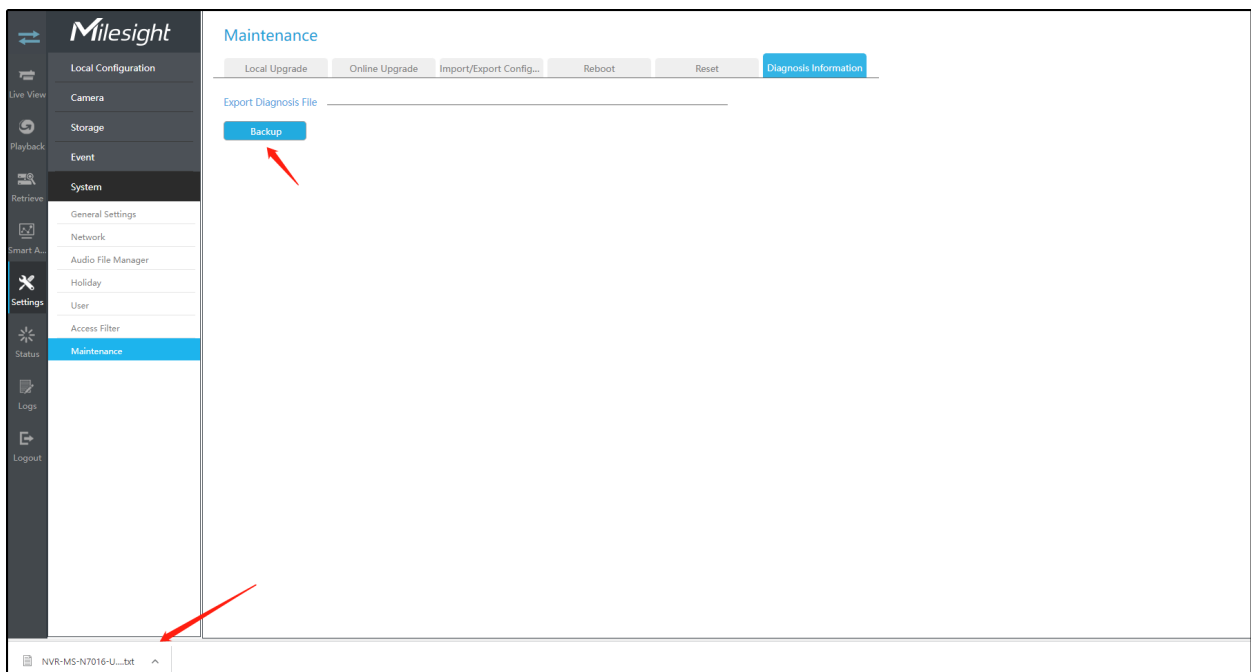 Milesight
Live View
Playback
Retrieve
Smart A...
Settings
Status
Logs
Logout
Local Configuration
Camera
Storage
Event
System
General Settings
Network
Audio File Manager
Holiday
User
Access Filter
Maintenance
Maintenance
Local Upgrade
Online Upgrade
Import/Export Config...
Reboot
Reset
Diagnosis Information
Export Diagnosis File
Backup
NVR-MS-N7016-U....txt